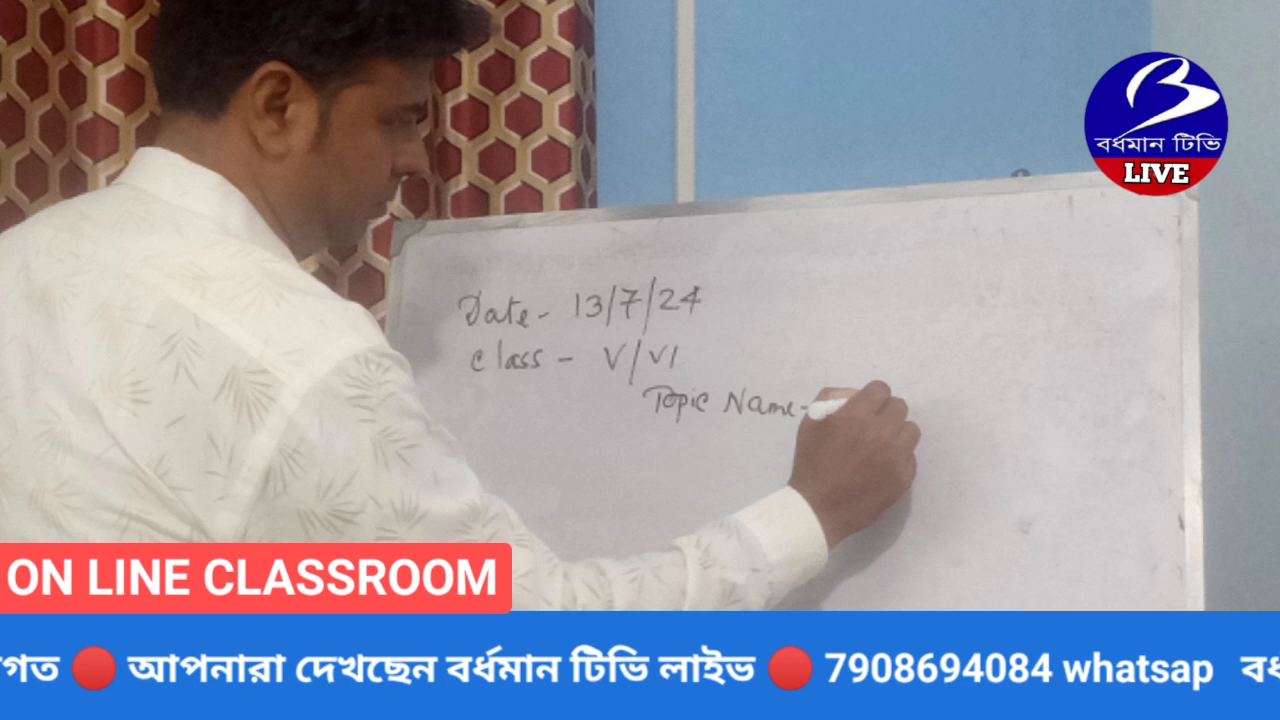 বর্ধমান টিভি
LIVE
Date - 13/7/24
Class - V/VI
Topic Name -
ON LINE CLASSROOM
গত 🔴 আপনারা দেখছেন বর্ধমান টিভি লাইভ 🔴 7908694084 whatsap